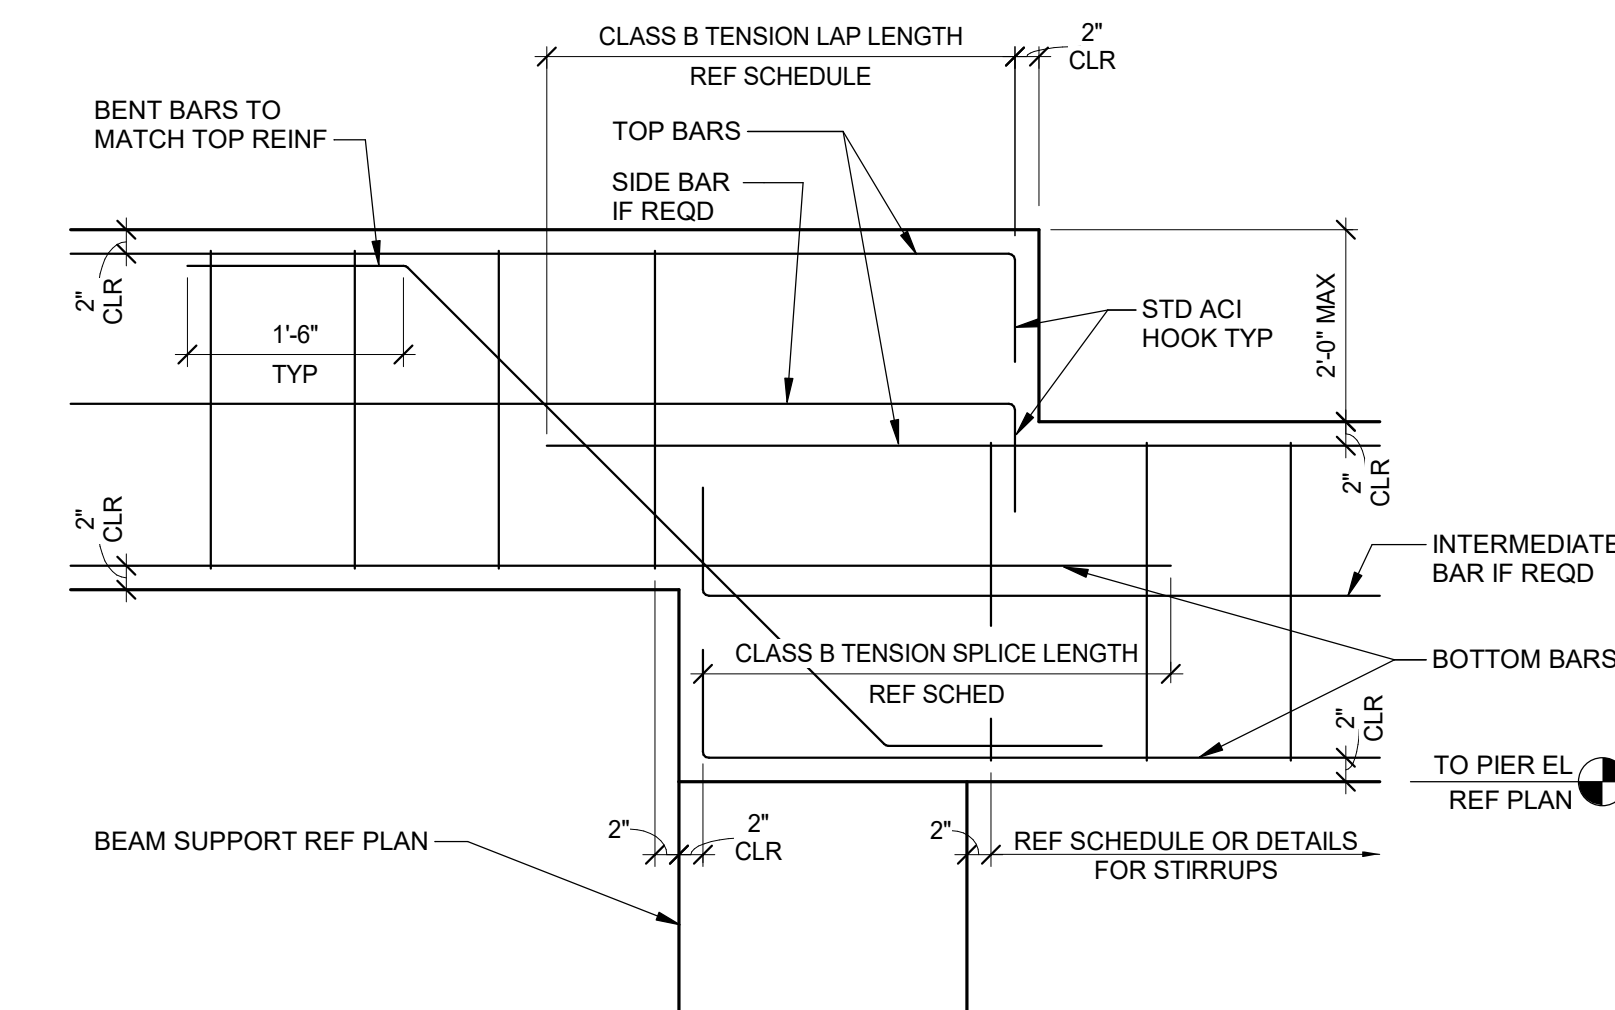 CLASS B TENSION LAP LENGTH
REF SCHEDULE
2"
CLR
BENT BARS TO
MATCH TOP REINF
TOP BARS
SIDE BAR
IF REQD
2"
CLR
1'-6"
TYP
STD ACI
HOOK TYP
2'-0" MAX
2"
CLR
2"
CLR
INTERMEDIATE
BAR IF REQD
CLASS B TENSION SPLICE LENGTH
REF SCHED
BOTTOM BARS
2"
CLR
TO PIER EL
REF PLAN
BEAM SUPPORT REF PLAN
2"
2"
CLR
2"
REF SCHEDULE OR DETAILS
FOR STIRRUPS